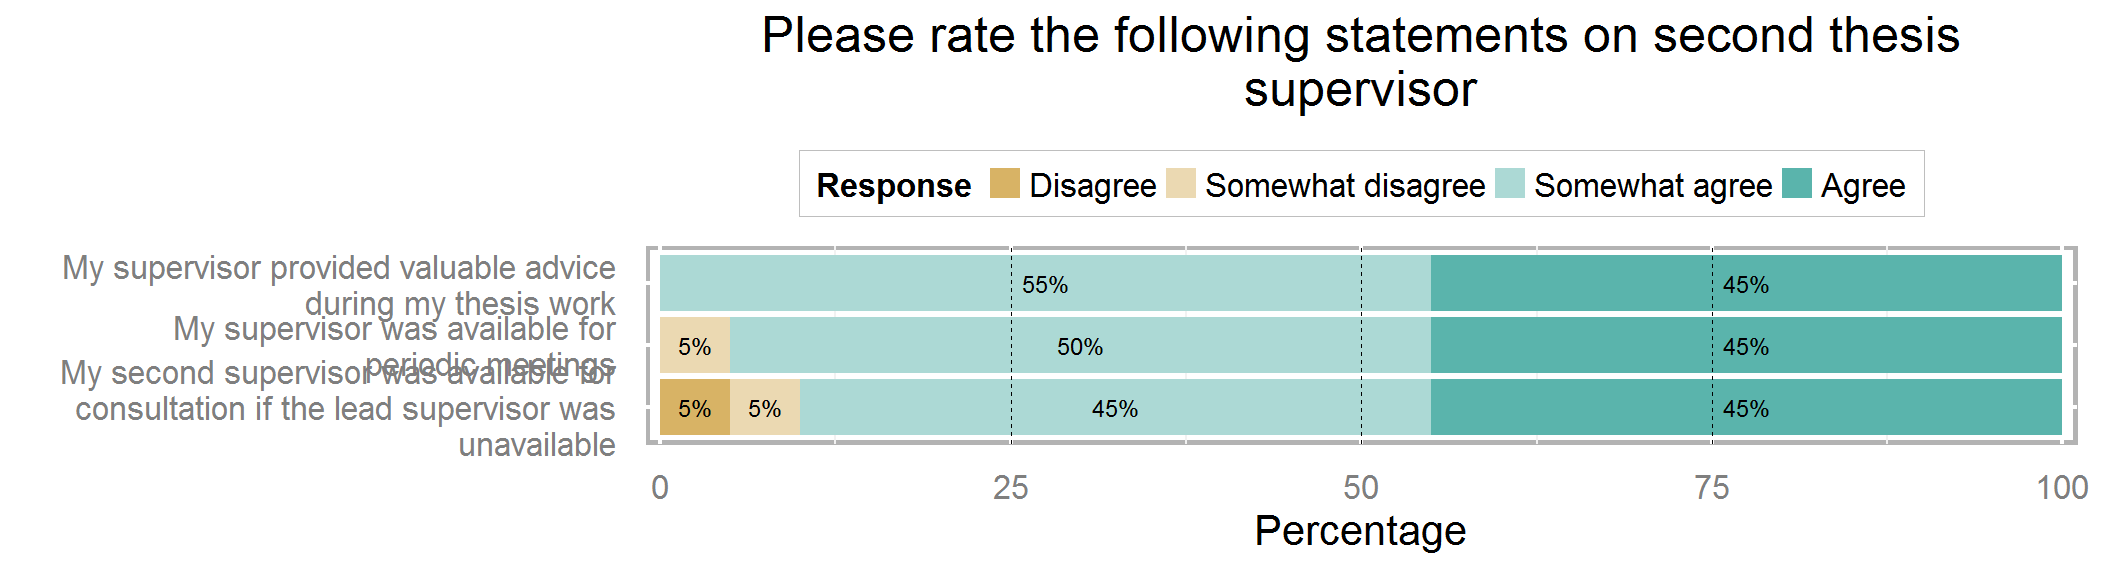 Please rate the following statements on second thesis
supervisor
Response Disagree Somewhat disagree Somewhat agree Agree
My supervisor provided valuable advice
during my thesis work
55% 45%
My supervisor was available for
periodic meetings
5% 50% 45%
My second supervisor was available for
consultation if the lead supervisor was
unavailable
5% 5% 45% 45%
0 25 50 75 100
Percentage